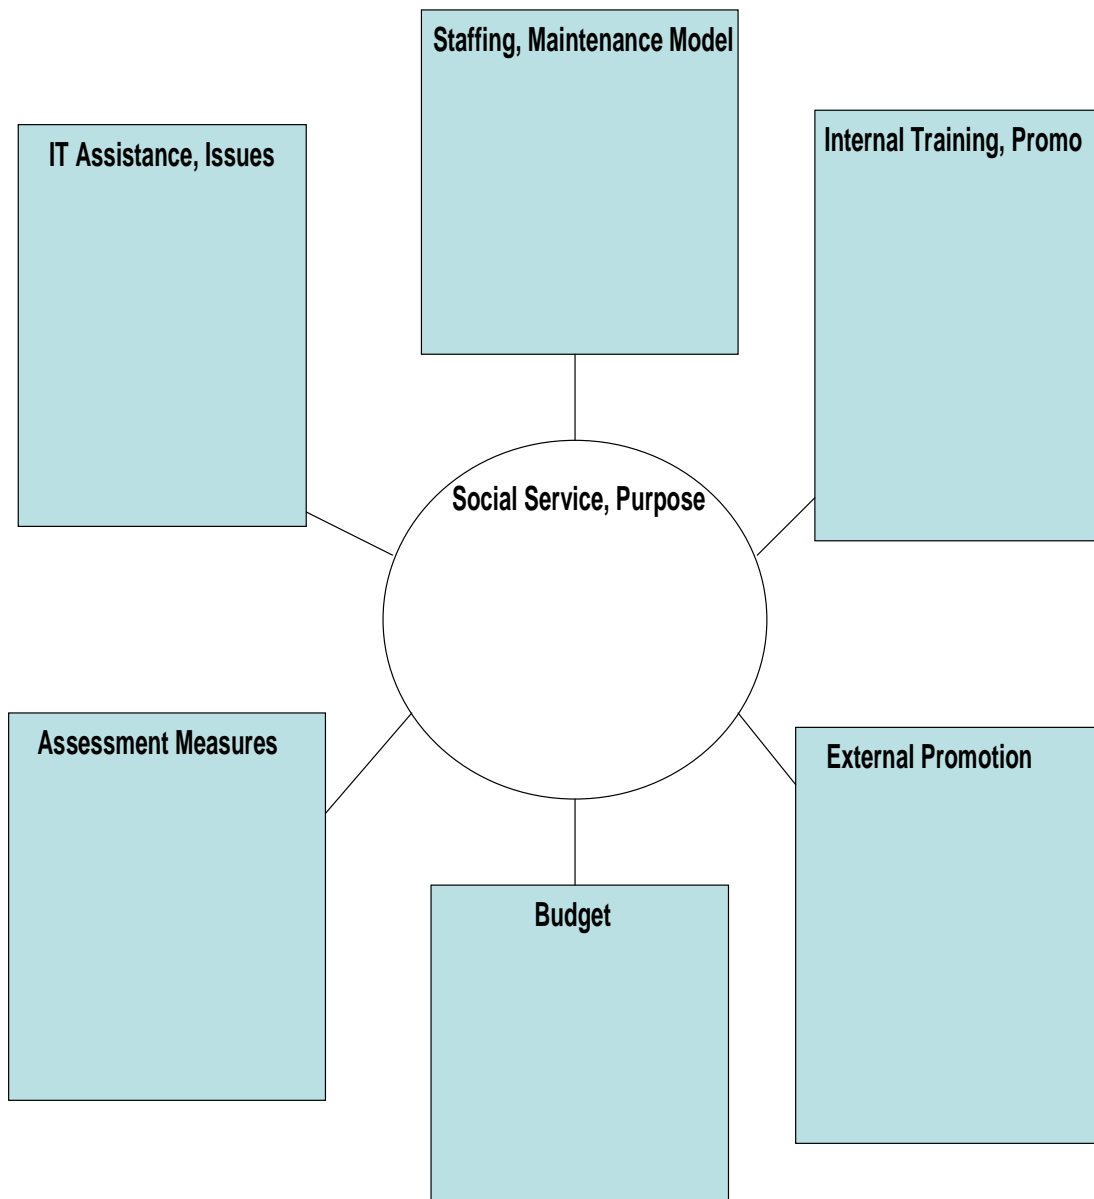 Staffing, Maintenance Model
IT Assistance, Issues
Internal Training, Promo
Social Service, Purpose
Assessment Measures
External Promotion
Budget